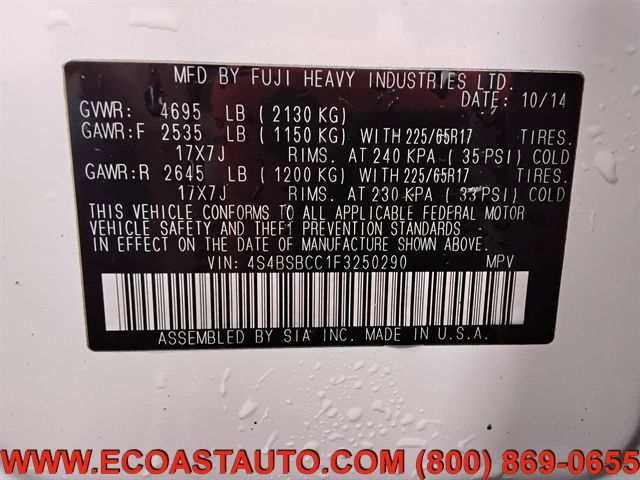 MFD BY FUJI HEAVY INDUSTRIES LTD.
DATE: 10/14
GVWR: 4695 LB ( 2130 KG)
GAWR:F 2535 LB ( 1150 KG) WITH 225/65R17 TIRES.
17X7J RIMS. AT 240 KPA ( 35 PSI) COLD
GAWR:R 2645 LB ( 1200 KG) WITH 225/65R17 TIRES.
17X7J RIMS. AT 230 KPA ( 33 PSI) COLD
THIS VEHICLE CONFORMS TO ALL APPLICABLE FEDERAL MOTOR
VEHICLE SAFETY AND THEFT PREVENTION STANDARDS
IN EFFECT ON THE DATE OF MANUFACTURE SHOWN ABOVE.
VIN: 4S4BSBCC1F3250290 MPV
ASSEMBLED BY SIA INC. MADE IN U.S.A.
WWW.ECOASTAUTO.COM (800) 869-0655